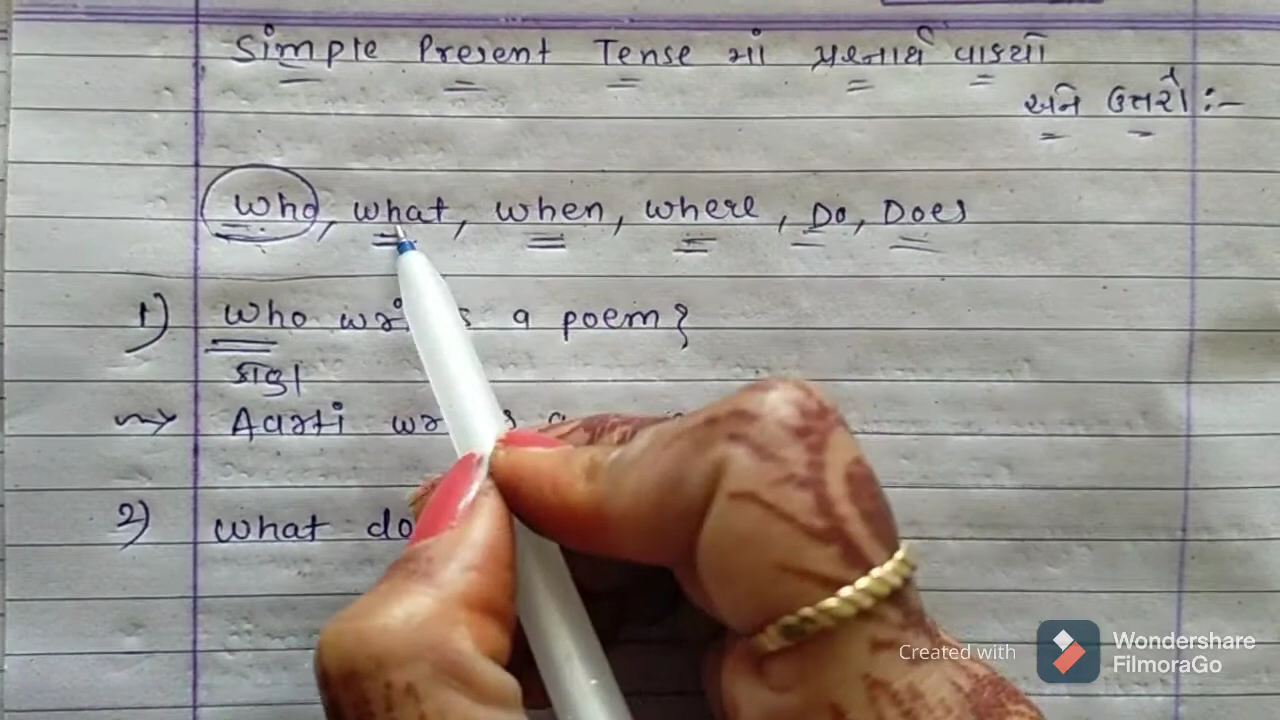 Simple Present Tense માં પ્રશ્નાર્થ વાક્યો
અને ઉત્તરો :-
Who, what, when, where, Do, Does
1) Who a poem?
કોણ
Aarti
2) what
Created with Wondershare FilmoraGo